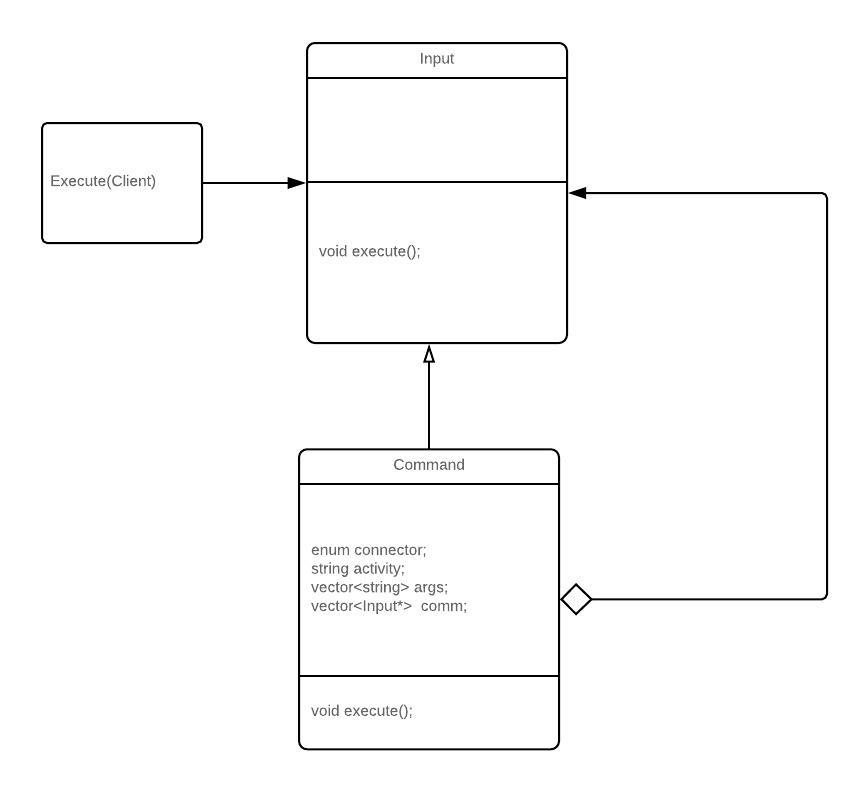 Input
Execute(Client)
void execute();
Command
enum connector;
string activity;
vector<string> args;
vector<Input*>  comm;
void execute();